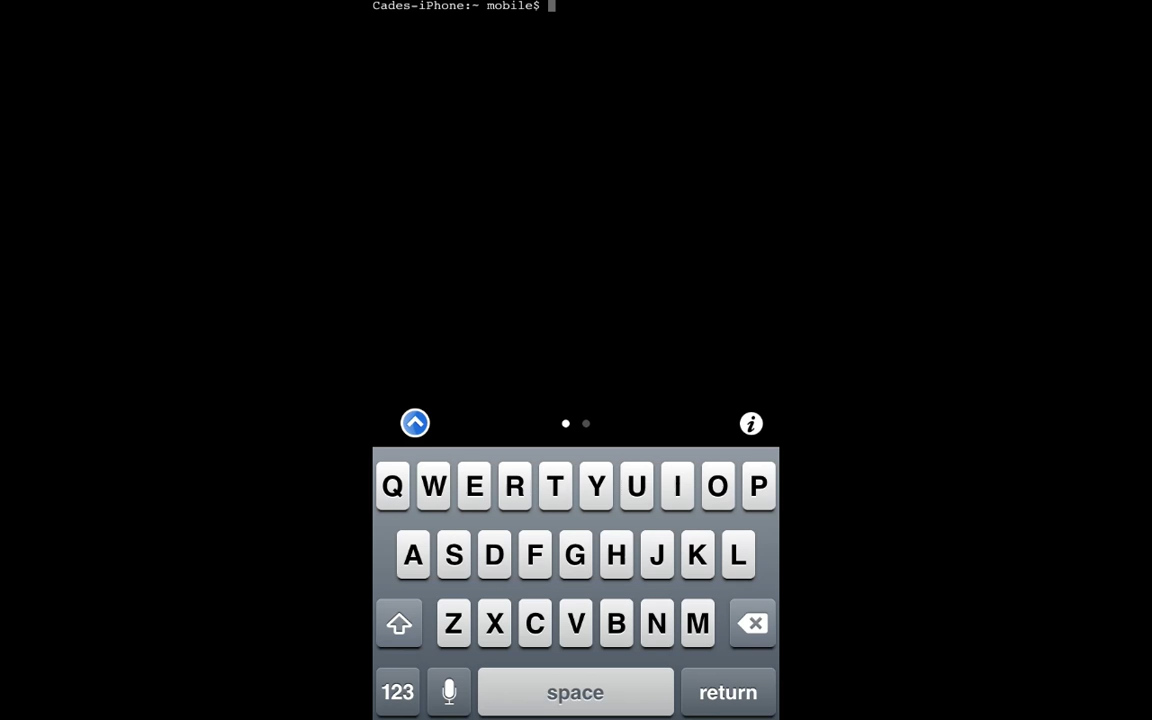 Cades-iPhone:~ mobile$
i
Q W E R T Y U I O P
A S D F G H J K L
Z X C V B N M
123 space return